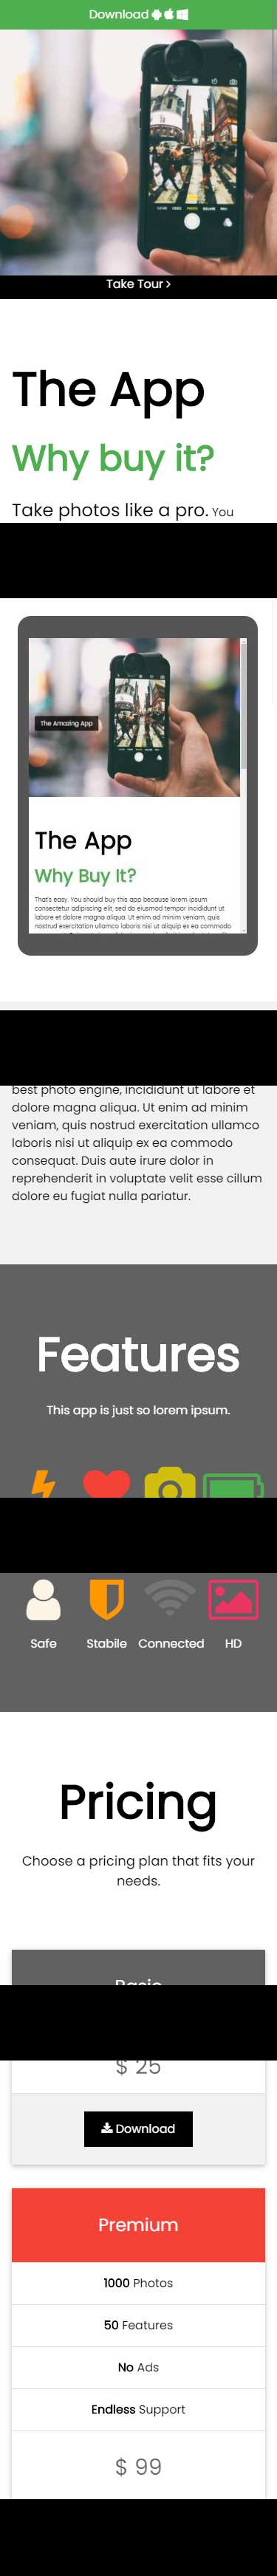 Download
Take Tour >
The App
Why buy it?
Take photos like a pro. You
The Amazing App
The App
Why Buy It?
That's easy. You should buy this app because lorem ipsum
consectetur adipiscing elit, sed do eiusmod tempor incididunt ut
labore et dolore magna aliqua. Ut enim ad minim veniam, quis
nostrud exercitation ullamco laboris nisi ut aliquip ex ea commodo
best photo engine, incididunt ut labore et
dolore magna aliqua. Ut enim ad minim
veniam, quis nostrud exercitation ullamco
laboris nisi ut aliquip ex ea commodo
consequat. Duis aute irure dolor in
reprehenderit in voluptate velit esse cillum
dolore eu fugiat nulla pariatur.
Features
This app is just so lorem ipsum.
Safe Stabile Connected HD
Pricing
Choose a pricing plan that fits your
needs.
Basic
$ 25
Download
Premium
1000 Photos
50 Features
No Ads
Endless Support
$ 99